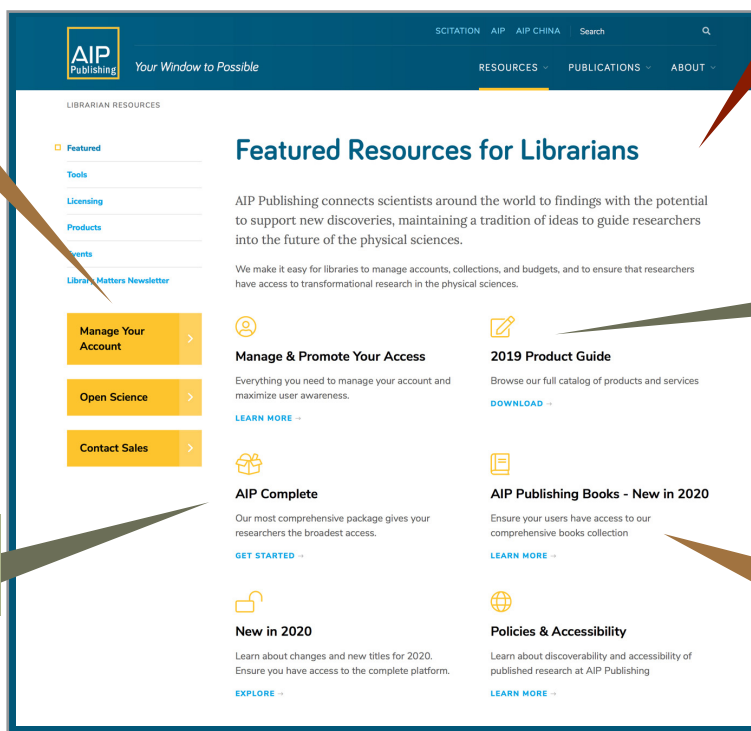 SCITATION AIP AIP CHINA Search
AIP
Publishing
Your Window to Possible
RESOURCES PUBLICATIONS ABOUT
LIBRARIAN RESOURCES
Featured
Tools
Licensing
Products
Events
Library Matters Newsletter
Manage Your
Account
Open Science
Contact Sales
Featured Resources for Librarians
AIP Publishing connects scientists around the world to findings with the potential
to support new discoveries, maintaining a tradition of ideas to guide researchers
into the future of the physical sciences.
We make it easy for libraries to manage accounts, collections, and budgets, and to ensure that researchers
have access to transformational research in the physical sciences.
Manage & Promote Your Access
Everything you need to manage your account and
maximize user awareness.
LEARN MORE →
2019 Product Guide
Browse our full catalog of products and services
DOWNLOAD →
AIP Complete
Our most comprehensive package gives your
researchers the broadest access.
GET STARTED →
AIP Publishing Books - New in 2020
Ensure your users have access to our
comprehensive books collection
LEARN MORE →
New in 2020
Learn about changes and new titles for 2020.
Ensure you have access to the complete platform.
EXPLORE →
Policies & Accessibility
Learn about discoverability and accessibility of
published research at AIP Publishing
LEARN MORE →